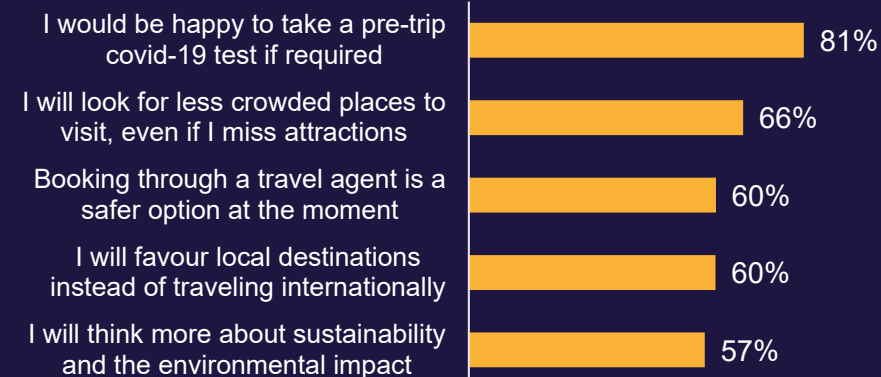 I would be happy to take a pre-trip
covid-19 test if required
81%
I will look for less crowded places to
visit, even if I miss attractions
66%
Booking through a travel agent is a
safer option at the moment
60%
I will favour local destinations
instead of traveling internationally
60%
I will think more about sustainability
and the environmental impact
57%